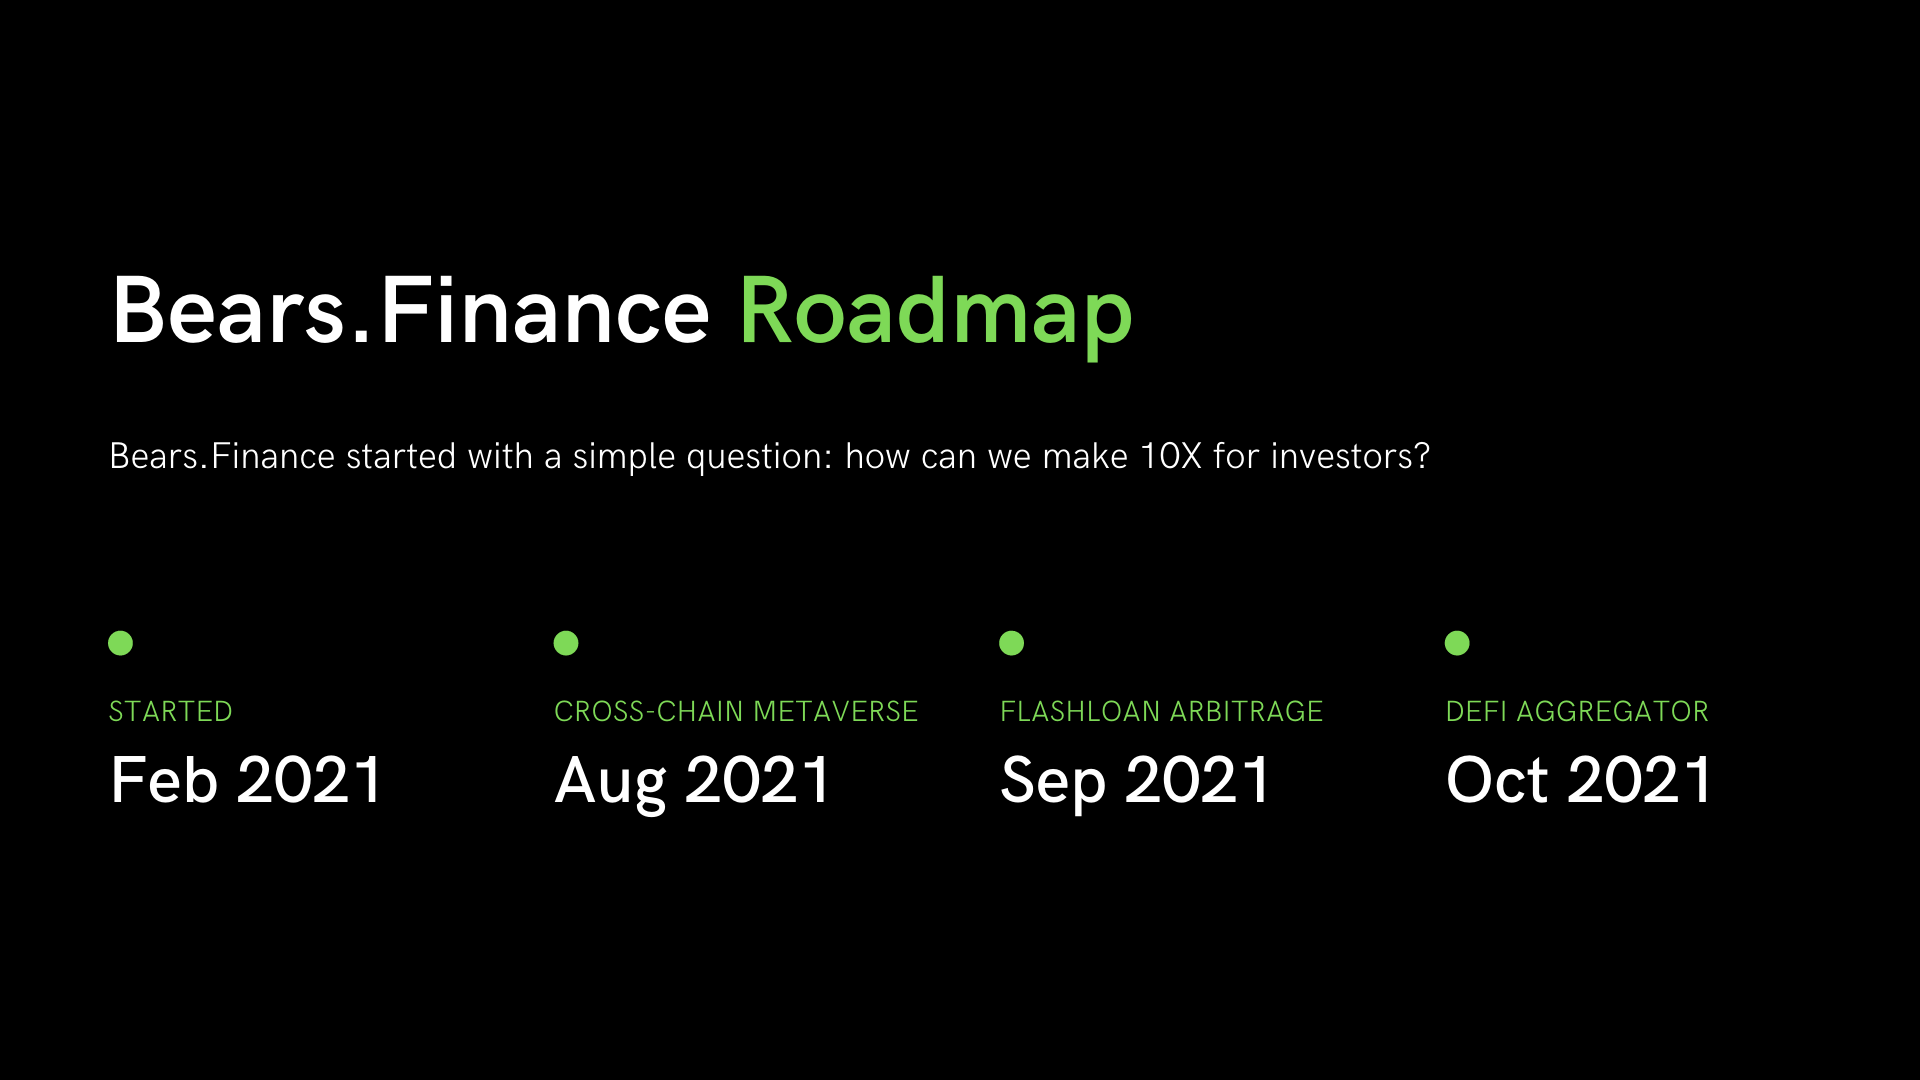 Bears.Finance Roadmap
Bears.Finance started with a simple question: how can we make 10X for investors?
STARTED
Feb 2021
CROSS-CHAIN METAVERSE
Aug 2021
FLASHLOAN ARBITRAGE
Sep 2021
DEFI AGGREGATOR
Oct 2021